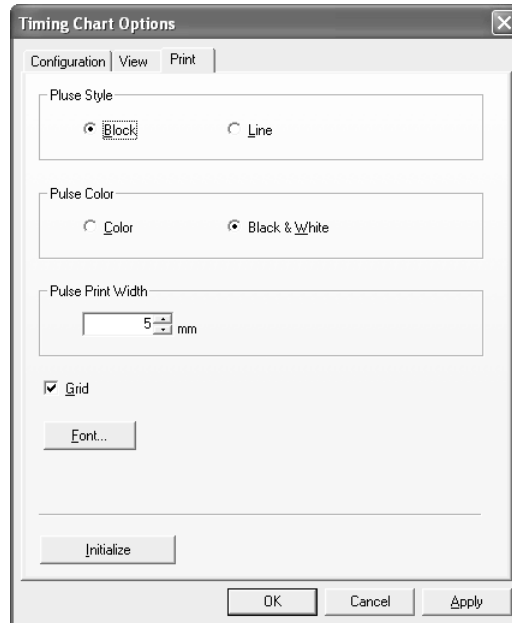 Timing Chart Options
Configuration View Print
Pluse Style
Block Line
Pulse Color
Color Black & White
Pulse Print Width
5 mm
Grid
Font...
Initialize
OK Cancel Apply